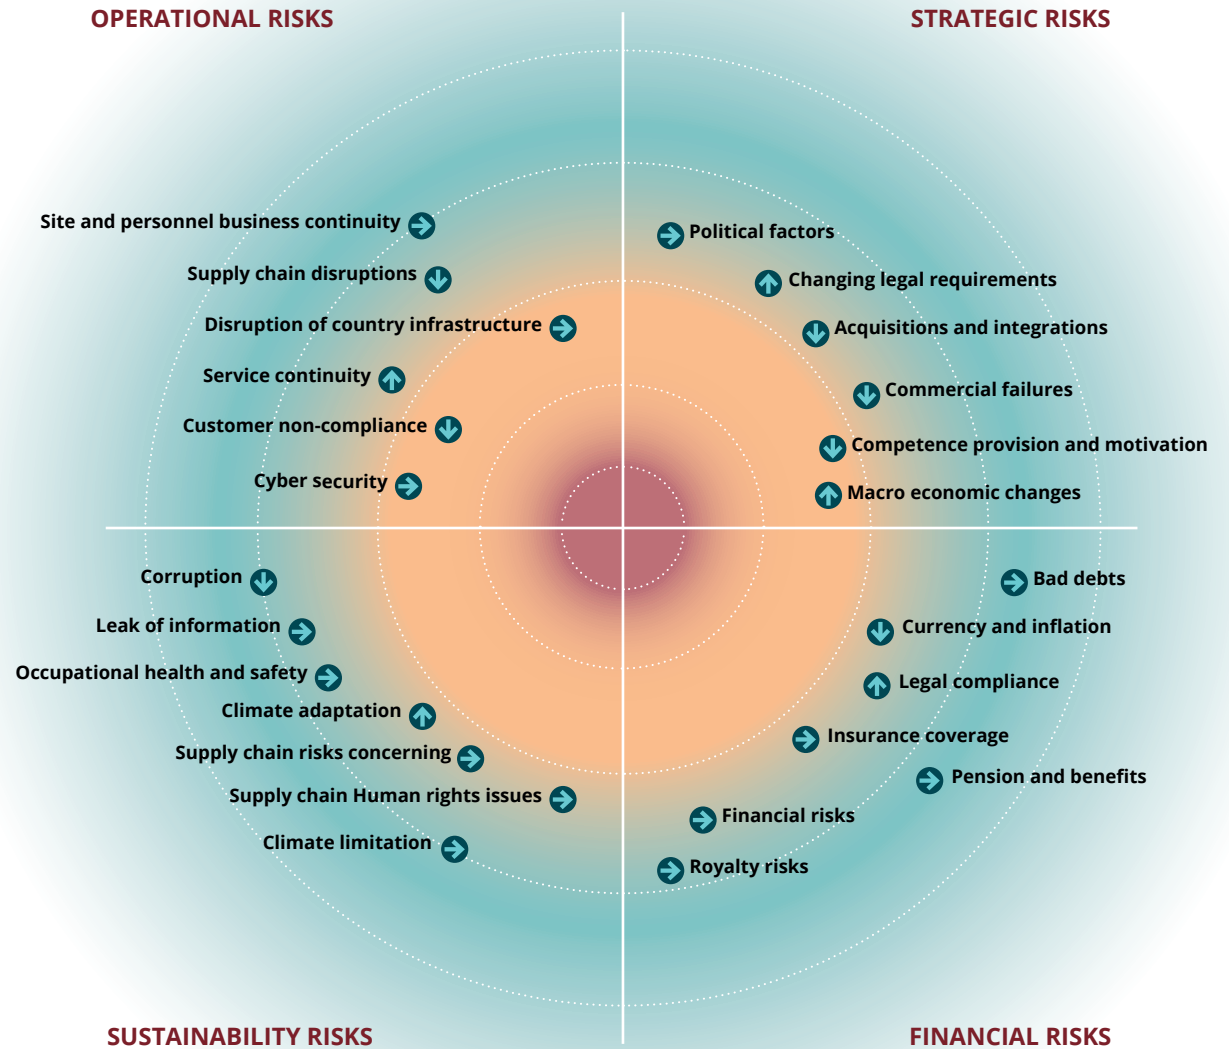 OPERATIONAL RISKS
STRATEGIC RISKS
Site and personnel business continuity
Supply chain disruptions
Disruption of country infrastructure
Service continuity
Customer non-compliance
Cyber security
Political factors
Changing legal requirements
Acquisitions and integrations
Commercial failures
Competence provision and motivation
Macro economic changes
Corruption
Leak of information
Occupational health and safety
Climate adaptation
Supply chain risks concerning
Supply chain Human rights issues
Climate limitation
Bad debts
Currency and inflation
Legal compliance
Insurance coverage
Pension and benefits
Financial risks
Royalty risks
SUSTAINABILITY RISKS
FINANCIAL RISKS